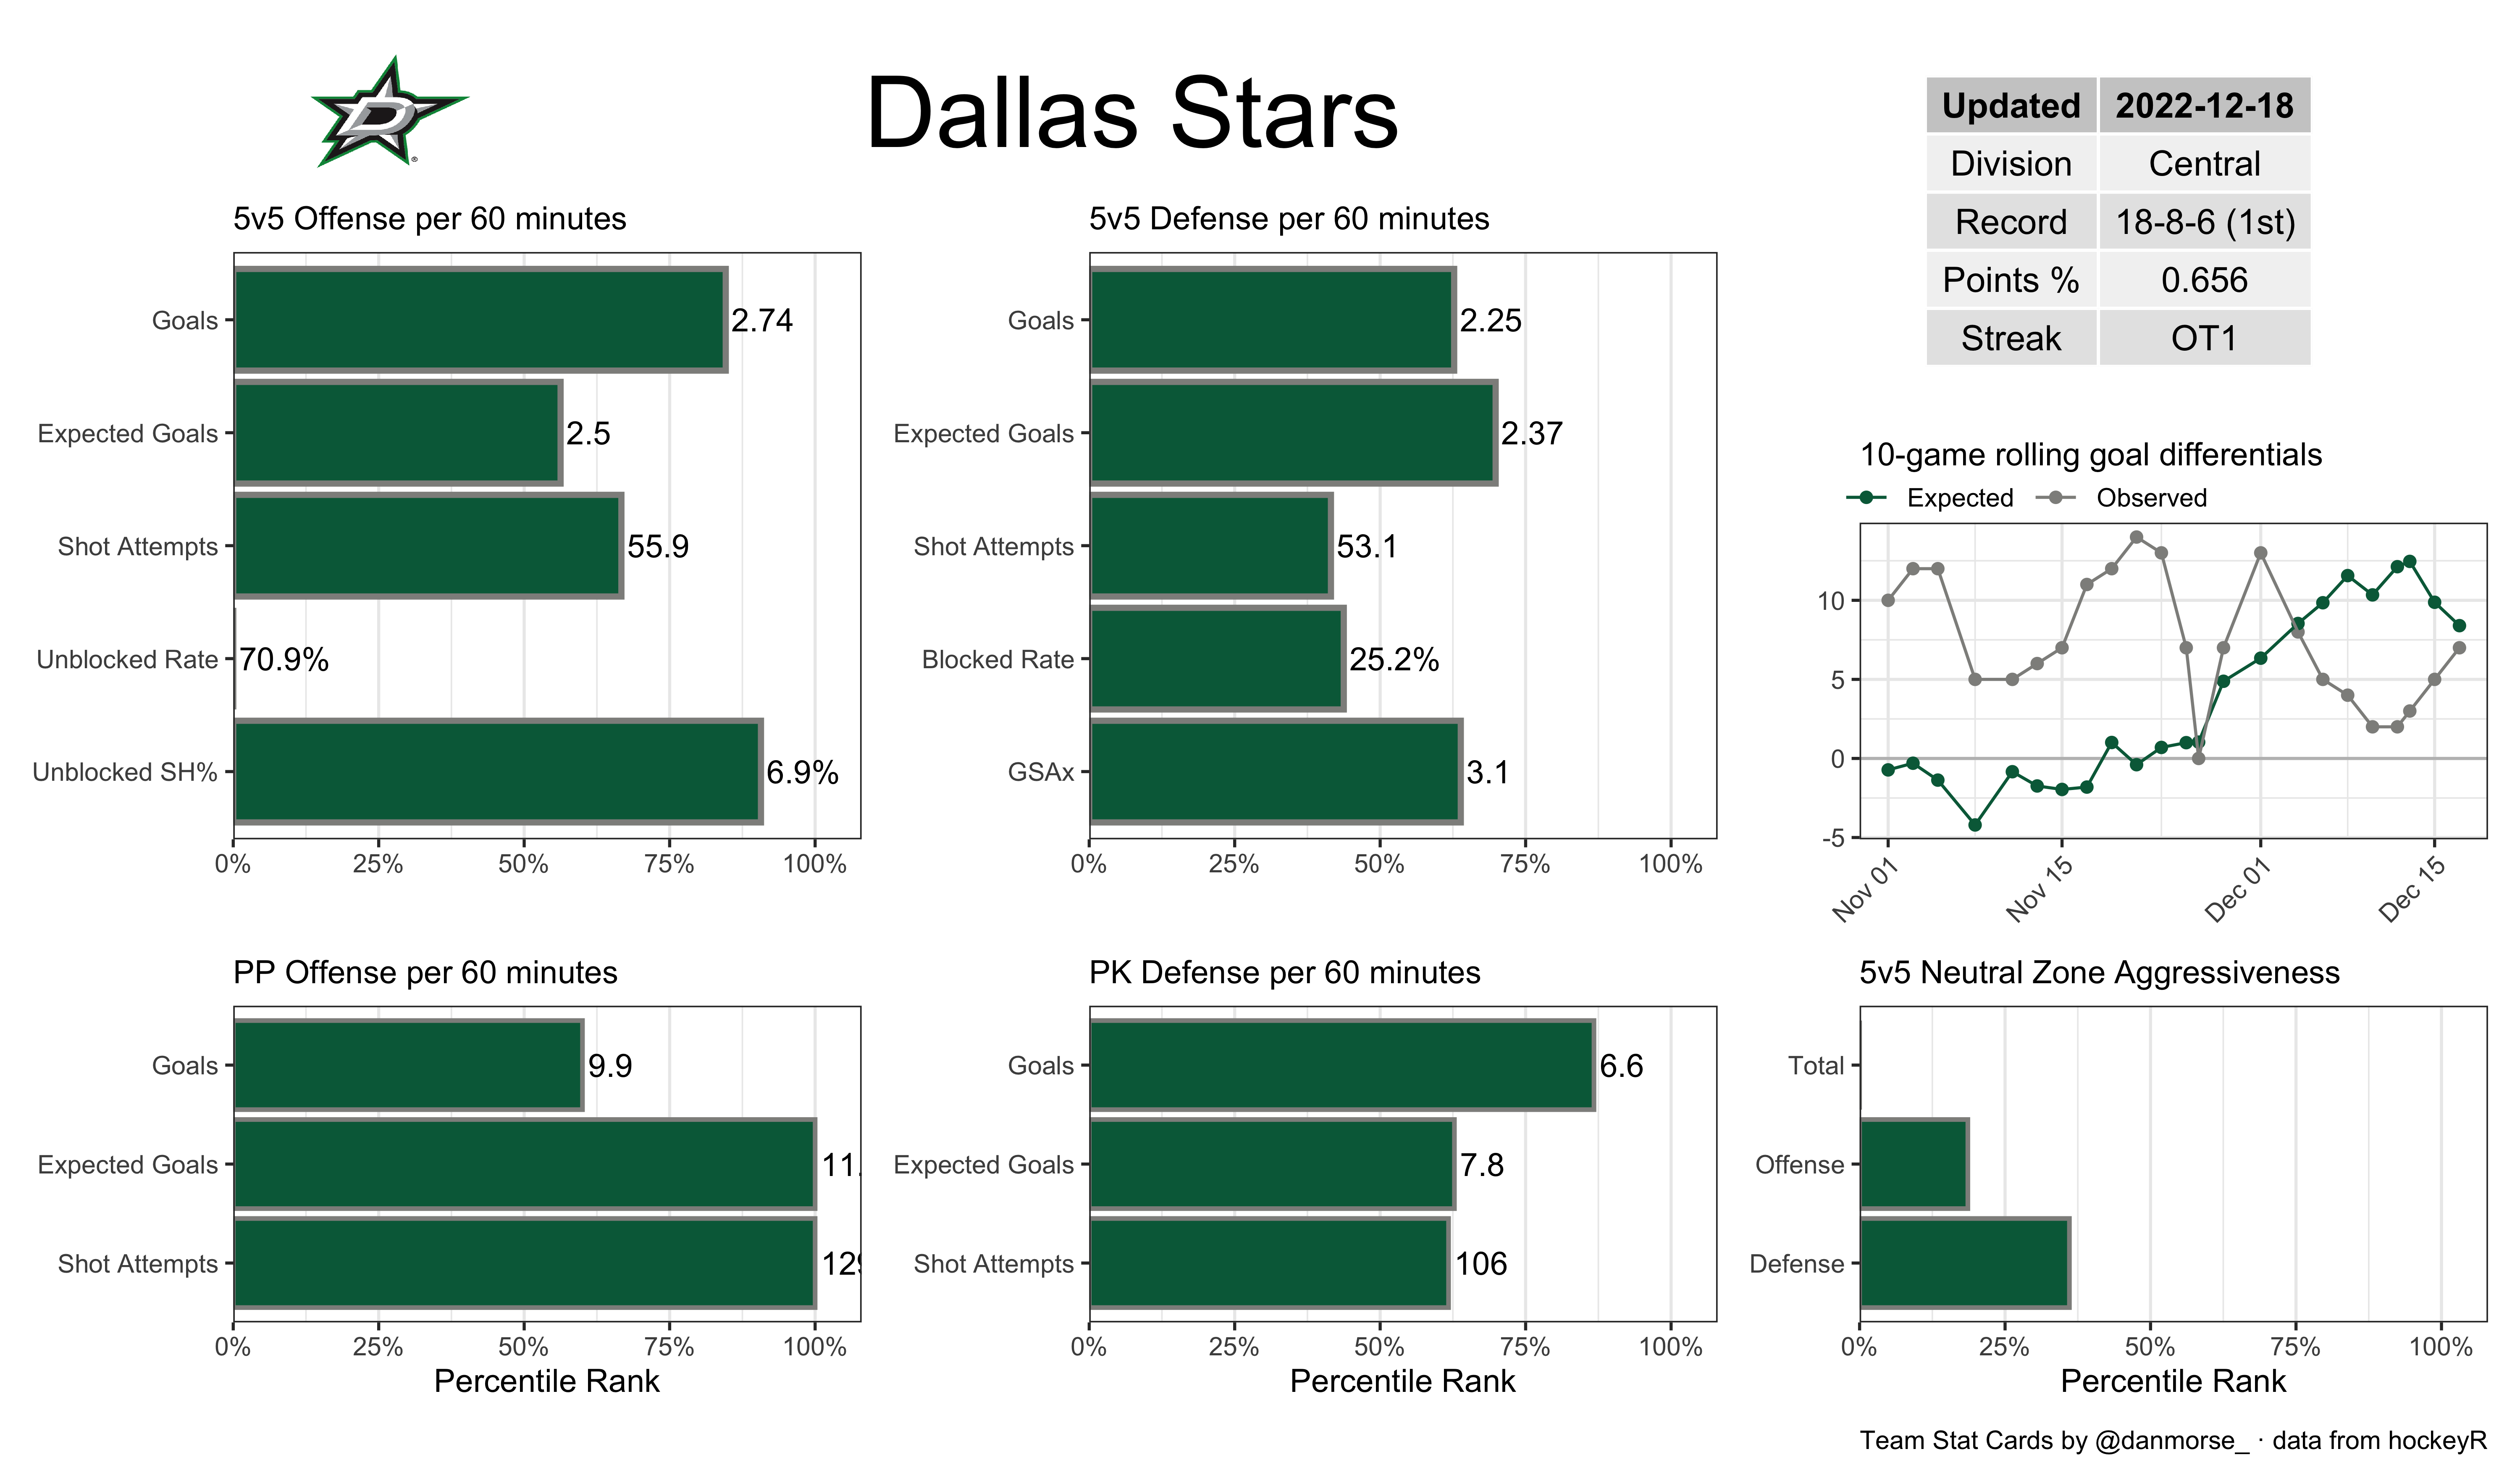 Dallas Stars
Updated 2022-12-18
Division Central
Record 18-8-6 (1st)
Points % 0.656
Streak OT1
5v5 Offense per 60 minutes
Goals 2.74
Expected Goals 2.5
Shot Attempts 55.9
Unblocked Rate 70.9%
Unblocked SH% 6.9%
0% 25% 50% 75% 100%
5v5 Defense per 60 minutes
Goals 2.25
Expected Goals 2.37
Shot Attempts 53.1
Blocked Rate 25.2%
GSAx 3.1
0% 25% 50% 75% 100%
10-game rolling goal differentials
Expected Observed
10
5
0
-5
Nov 01 Nov 15 Dec 01 Dec 15
PP Offense per 60 minutes
Goals 9.9
Expected Goals 11.
Shot Attempts 129
0% 25% 50% 75% 100%
Percentile Rank
PK Defense per 60 minutes
Goals 6.6
Expected Goals 7.8
Shot Attempts 106
0% 25% 50% 75% 100%
Percentile Rank
5v5 Neutral Zone Aggressiveness
Total
Offense
Defense
0% 25% 50% 75% 100%
Percentile Rank
Team Stat Cards by @danmorse_ · data from hockeyR